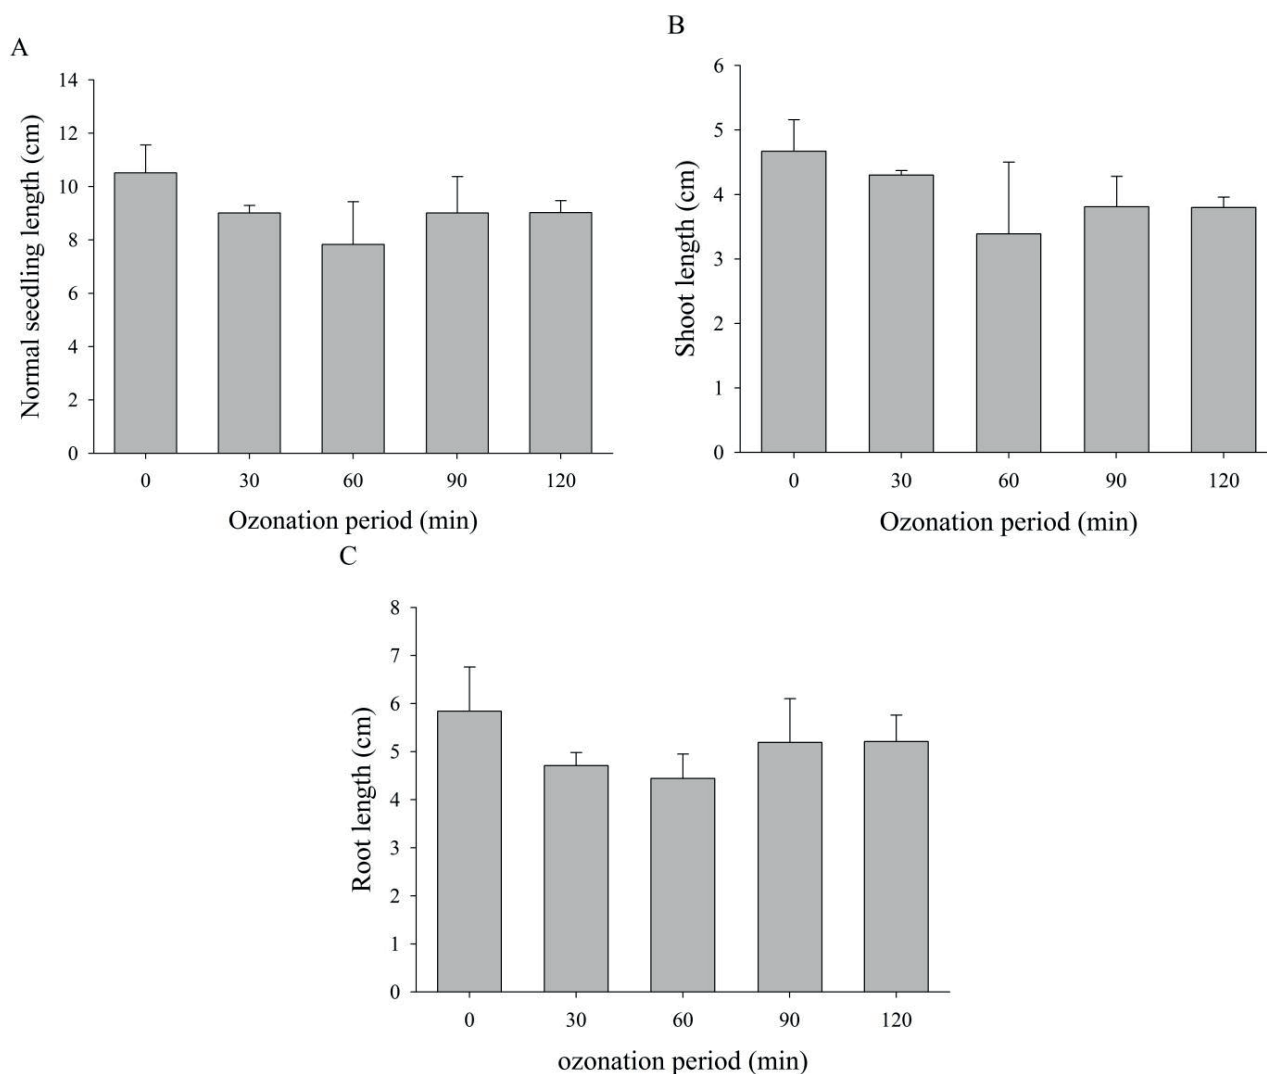 A
Normal seedling length (cm)
14
12
10
8
6
4
2
0
0 30 60 90 120
Ozonation period (min)
B
Shoot length (cm)
6
5
4
3
2
1
0
0 30 60 90 120
Ozonation period (min)
C
Root length (cm)
8
7
6
5
4
3
2
1
0
0 30 60 90 120
ozonation period (min)